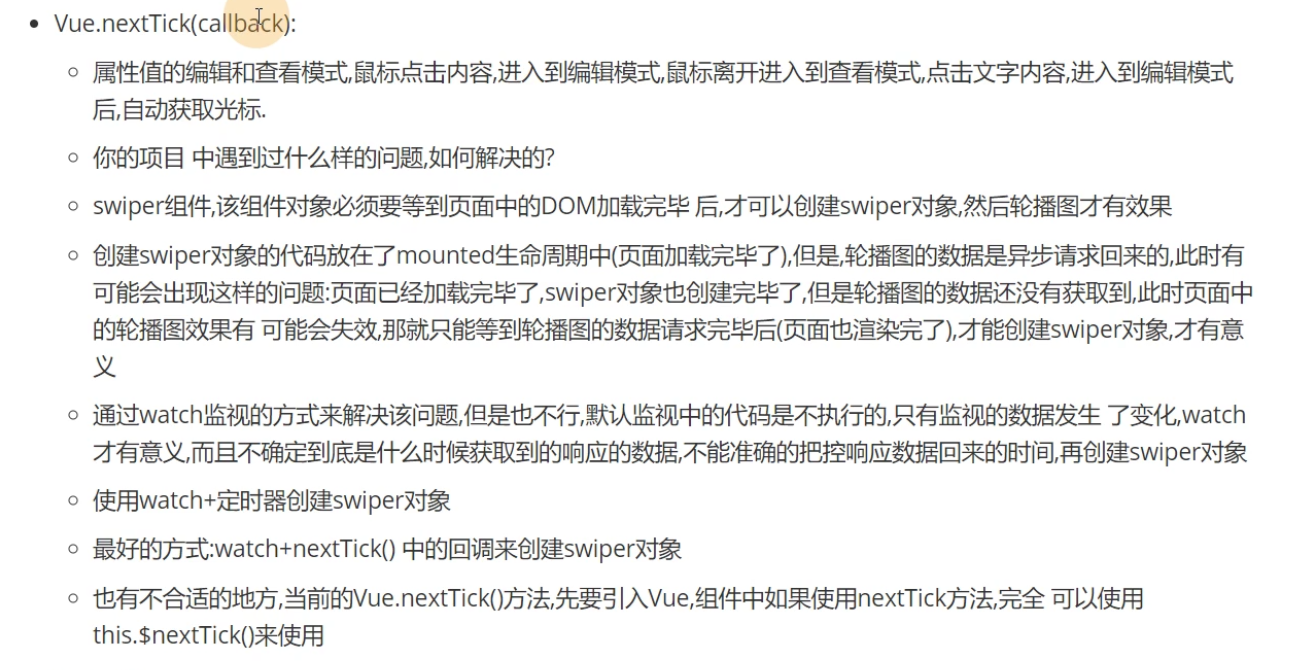 Vue.nextTick(callback):
属性值的编辑和查看模式,鼠标点击内容,进入到编辑模式,鼠标离开进入到查看模式,点击文字内容,进入到编辑模式
后,自动获取光标.
你的项目 中遇到过什么样的问题,如何解决的?
swiper组件,该组件对象必须要等到页面中的DOM加载完毕 后,才可以创建swiper对象,然后轮播图才有效果
创建swiper对象的代码放在了mounted生命周期中(页面加载完毕了),但是,轮播图的数据是异步请求回来的,此时有
可能会出现这样的问题:页面已经加载完毕了,swiper对象也创建完毕了,但是轮播图的数据还没有获取到,此时页面中
的轮播图效果有 可能会失效,那就只能等到轮播图的数据请求完毕后(页面也渲染完了),才能创建swiper对象,才有意
义
通过watch监视的方式来解决该问题,但是也不行,默认监视中的代码是不执行的,只有监视的数据发生 了变化,watch
才有意义,而且不确定到底是什么时候获取到的响应的数据,不能准确的把控响应数据回来的时间,再创建swiper对象
使用watch+定时器创建swiper对象
最好的方式:watch+nextTick() 中的回调来创建swiper对象
也有不合适的地方,当前的Vue.nextTick()方法,先要引入Vue,组件中如果使用nextTick方法,完全 可以使用
this.$nextTick()来使用